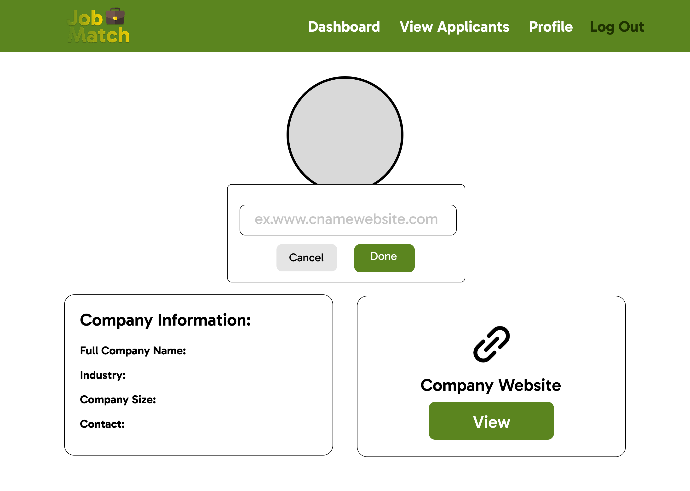 Job
Match
Dashboard View Applicants Profile Log Out
ex.www.cnamewebsite.com
Cancel Done
Company Information:
Full Company Name:
Industry:
Company Size:
Contact:
Company Website
View